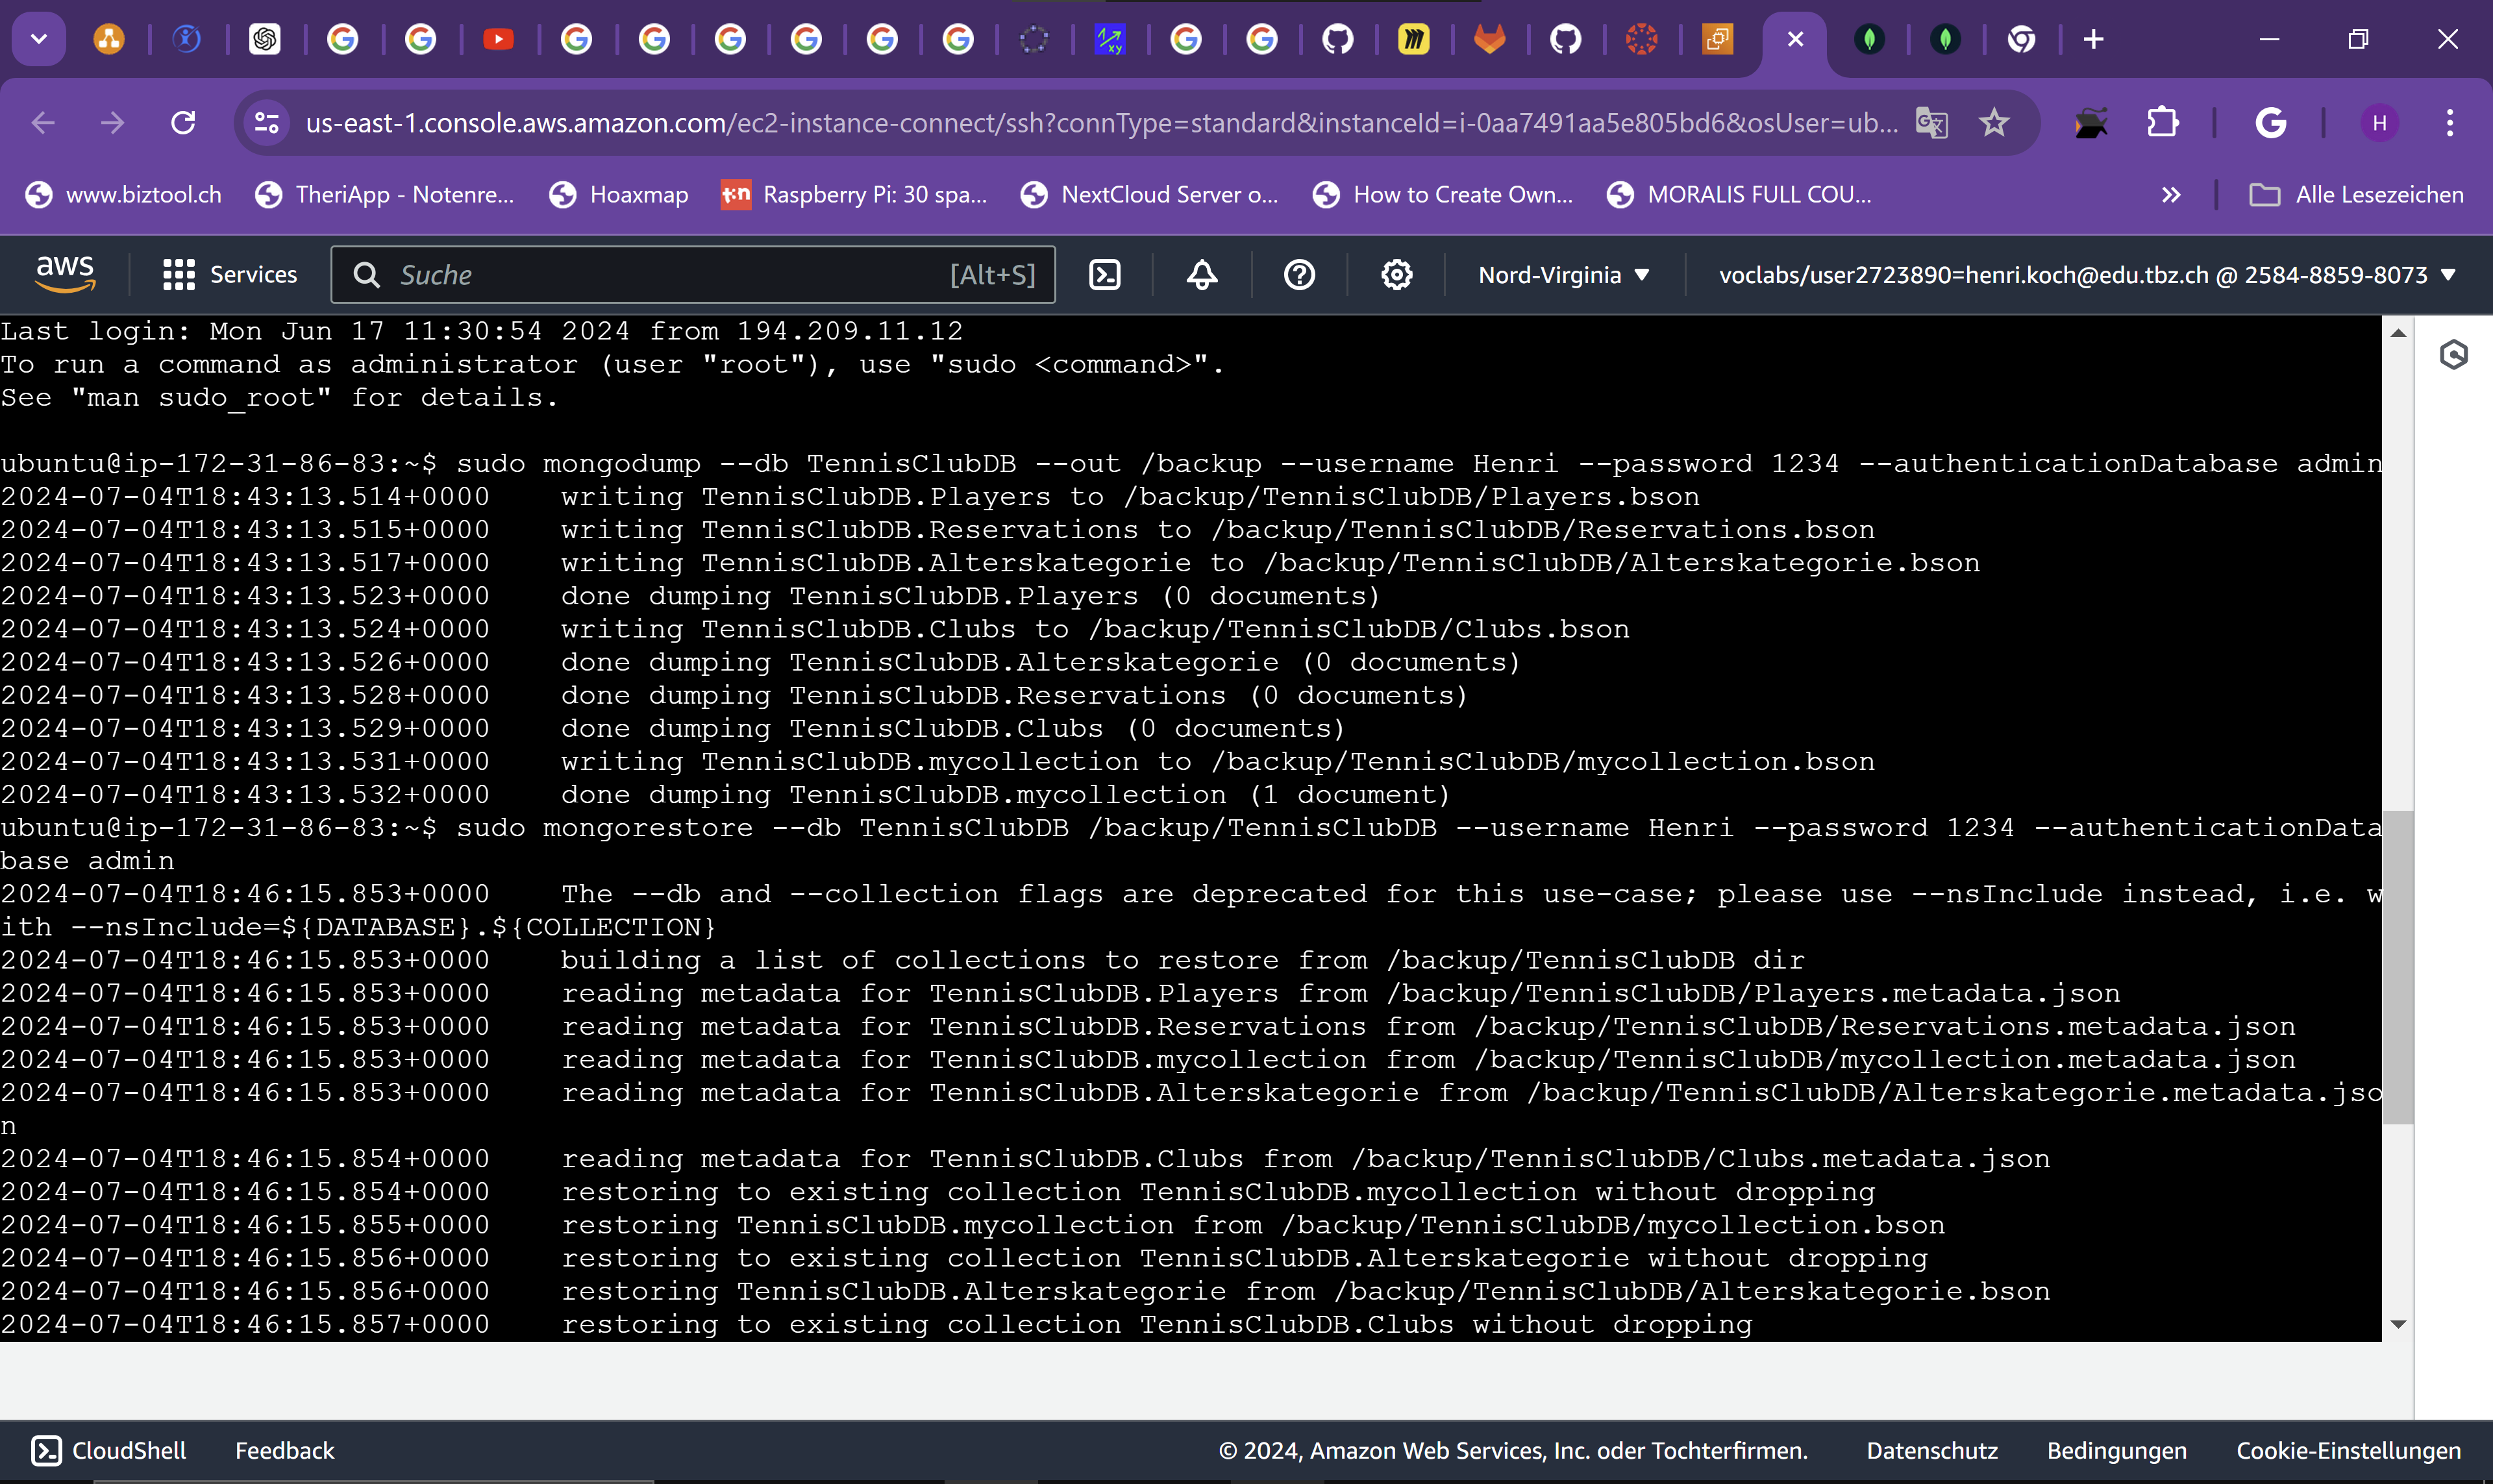 us-east-1.console.aws.amazon.com/ec2-instance-connect/ssh?connType=standard&instanceId=i-0aa7491aa5e805bd6&osUser=ub...
H
www.biztool.ch TheriApp - Notenre... Hoaxmap Raspberry Pi: 30 spa... NextCloud Server o... How to Create Own... MORALIS FULL COU... Alle Lesezeichen
aws Services Suche [Alt+S] Nord-Virginia voclabs/user2723890=henri.koch@edu.tbz.ch @ 2584-8859-8073
Last login: Mon Jun 17 11:30:54 2024 from 194.209.11.12
To run a command as administrator (user "root"), use "sudo <command>".
See "man sudo_root" for details.
ubuntu@ip-172-31-86-83:~$ sudo mongodump --db TennisClubDB --out /backup --username Henri --password 1234 --authenticationDatabase admin
2024-07-04T18:43:13.514+0000    writing TennisClubDB.Players to /backup/TennisClubDB/Players.bson
2024-07-04T18:43:13.515+0000    writing TennisClubDB.Reservations to /backup/TennisClubDB/Reservations.bson
2024-07-04T18:43:13.517+0000    writing TennisClubDB.Alterskategorie to /backup/TennisClubDB/Alterskategorie.bson
2024-07-04T18:43:13.523+0000    done dumping TennisClubDB.Players (0 documents)
2024-07-04T18:43:13.524+0000    writing TennisClubDB.Clubs to /backup/TennisClubDB/Clubs.bson
2024-07-04T18:43:13.526+0000    done dumping TennisClubDB.Alterskategorie (0 documents)
2024-07-04T18:43:13.528+0000    done dumping TennisClubDB.Reservations (0 documents)
2024-07-04T18:43:13.529+0000    done dumping TennisClubDB.Clubs (0 documents)
2024-07-04T18:43:13.531+0000    writing TennisClubDB.mycollection to /backup/TennisClubDB/mycollection.bson
2024-07-04T18:43:13.532+0000    done dumping TennisClubDB.mycollection (1 document)
ubuntu@ip-172-31-86-83:~$ sudo mongorestore --db TennisClubDB /backup/TennisClubDB --username Henri --password 1234 --authenticationData
base admin
2024-07-04T18:46:15.853+0000    The --db and --collection flags are deprecated for this use-case; please use --nsInclude instead, i.e. w
ith --nsInclude=${DATABASE}.${COLLECTION}
2024-07-04T18:46:15.853+0000    building a list of collections to restore from /backup/TennisClubDB dir
2024-07-04T18:46:15.853+0000    reading metadata for TennisClubDB.Players from /backup/TennisClubDB/Players.metadata.json
2024-07-04T18:46:15.853+0000    reading metadata for TennisClubDB.Reservations from /backup/TennisClubDB/Reservations.metadata.json
2024-07-04T18:46:15.853+0000    reading metadata for TennisClubDB.mycollection from /backup/TennisClubDB/mycollection.metadata.json
2024-07-04T18:46:15.853+0000    reading metadata for TennisClubDB.Alterskategorie from /backup/TennisClubDB/Alterskategorie.metadata.jso
n
2024-07-04T18:46:15.854+0000    reading metadata for TennisClubDB.Clubs from /backup/TennisClubDB/Clubs.metadata.json
2024-07-04T18:46:15.854+0000    restoring to existing collection TennisClubDB.mycollection without dropping
2024-07-04T18:46:15.855+0000    restoring TennisClubDB.mycollection from /backup/TennisClubDB/mycollection.bson
2024-07-04T18:46:15.856+0000    restoring to existing collection TennisClubDB.Alterskategorie without dropping
2024-07-04T18:46:15.856+0000    restoring TennisClubDB.Alterskategorie from /backup/TennisClubDB/Alterskategorie.bson
2024-07-04T18:46:15.857+0000    restoring to existing collection TennisClubDB.Clubs without dropping
CloudShell Feedback © 2024, Amazon Web Services, Inc. oder Tochterfirmen. Datenschutz Bedingungen Cookie-Einstellungen